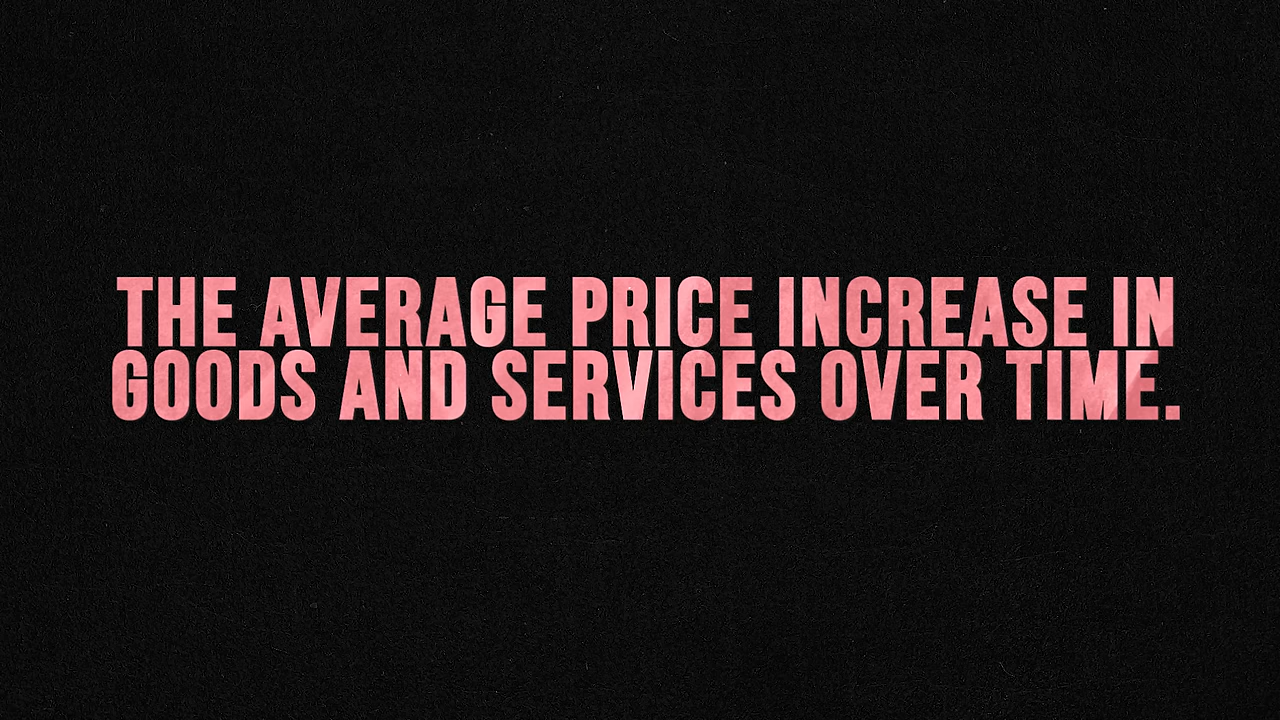 THE AVERAGE PRICE INCREASE IN
GOODS AND SERVICES OVER TIME.